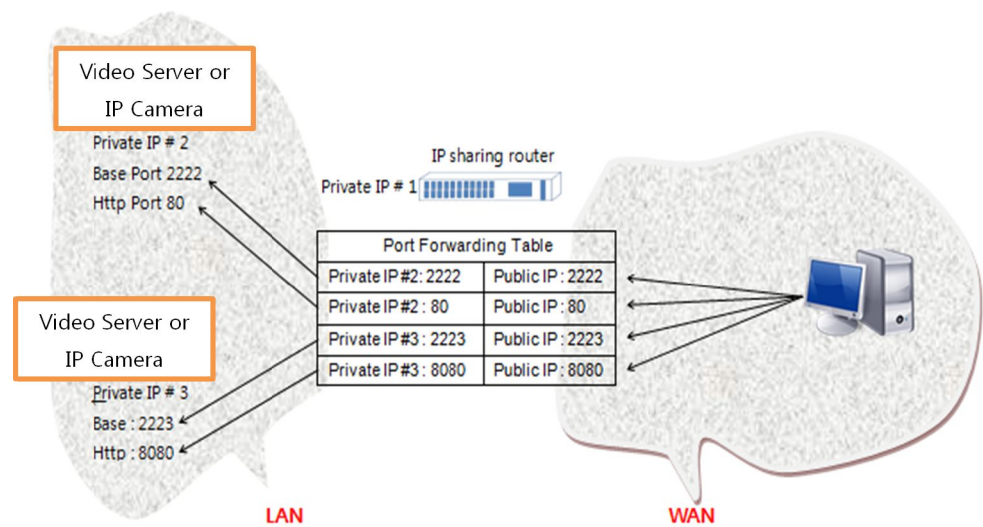 Video Server or
IP Camera
Private IP # 2
Base Port 2222
Http Port 80
IP sharing router
Private IP # 1
Port Forwarding Table
Private IP#2: 2222 Public IP : 2222
Private IP#2 : 80 Public IP : 80
Private IP#3 : 2223 Public IP : 2223
Private IP#3 : 8080 Public IP : 8080
Video Server or
IP Camera
Private IP # 3
Base : 2223
Http : 8080
LAN
WAN